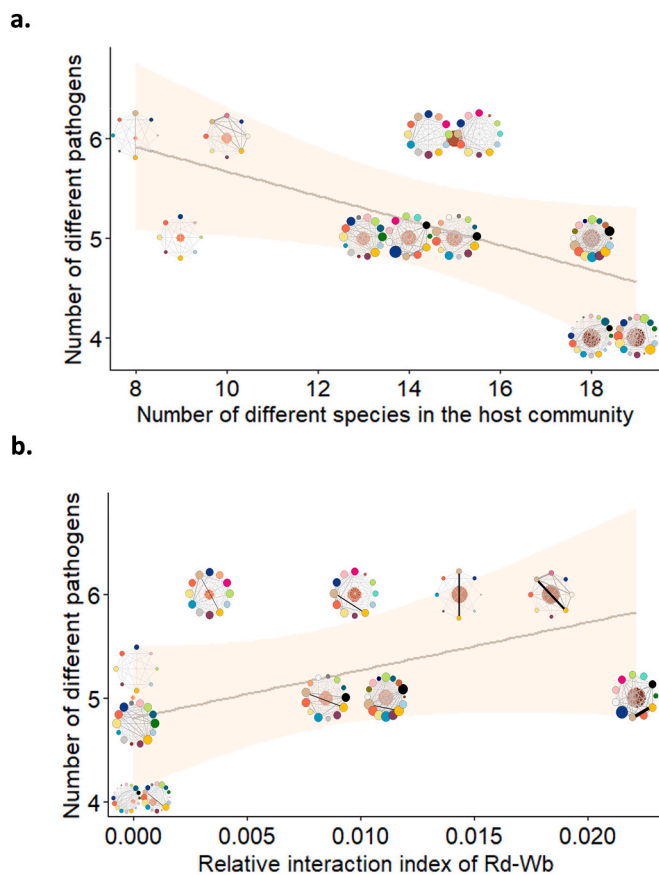 a.
Number of different pathogens
6
5
4
8 10 12 14 16 18
Number of different species in the host community
b.
Number of different pathogens
6
5
4
0.000 0.005 0.010 0.015 0.020
Relative interaction index of Rd-Wb